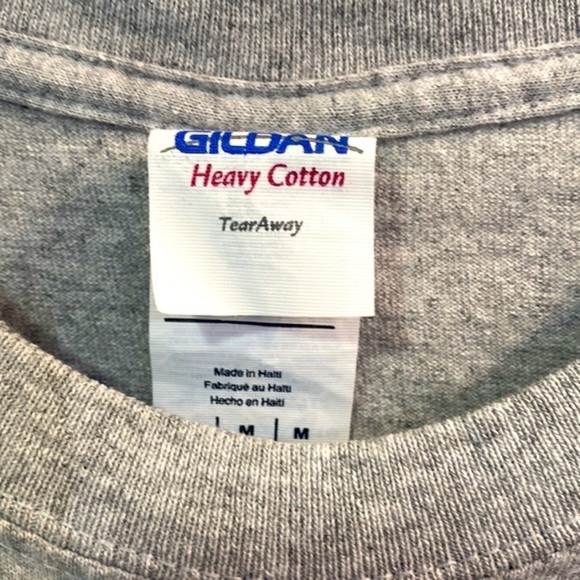 GILDAN
Heavy Cotton
TearAway
Made in Haiti
Fabriqué au Haiti
Hecho en Haiti
M | M